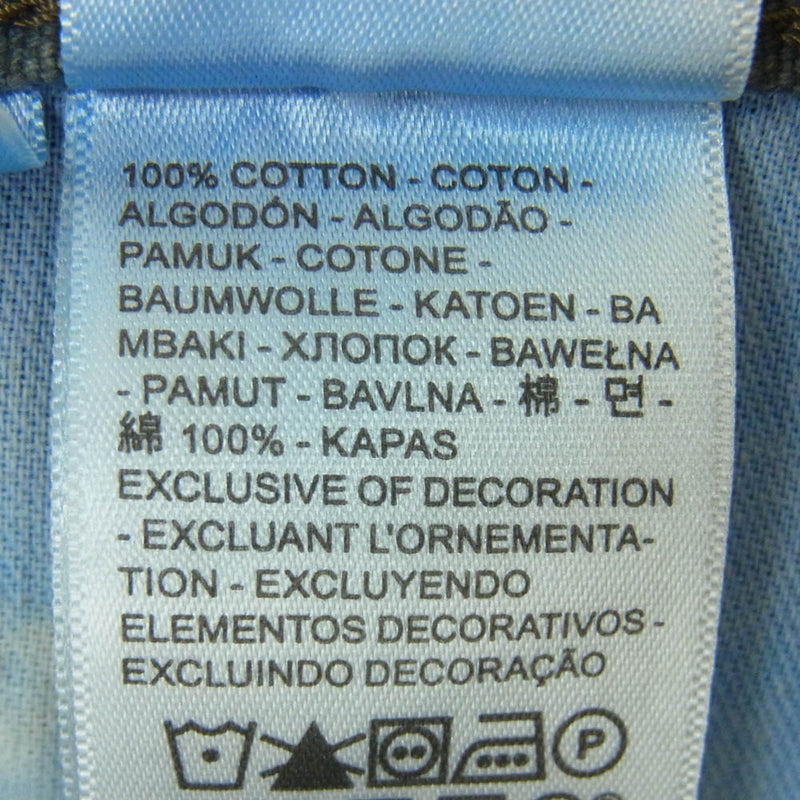 100% COTTON - COTON -
ALGODÓN - ALGODÃO -
PAMUK - COTONE -
BAUMWOLLE - KATOEN - BA
MBAKI - ХЛОПОК - BAWEŁNA
- PAMUT - BAVLNA - 棉 - 면 -
綿 100% - KAPAS
EXCLUSIVE OF DECORATION
- EXCLUANT L'ORNEMENTA-
TION - EXCLUYENDO
ELEMENTOS DECORATIVOS -
EXCLUINDO DECORAÇÃO
P